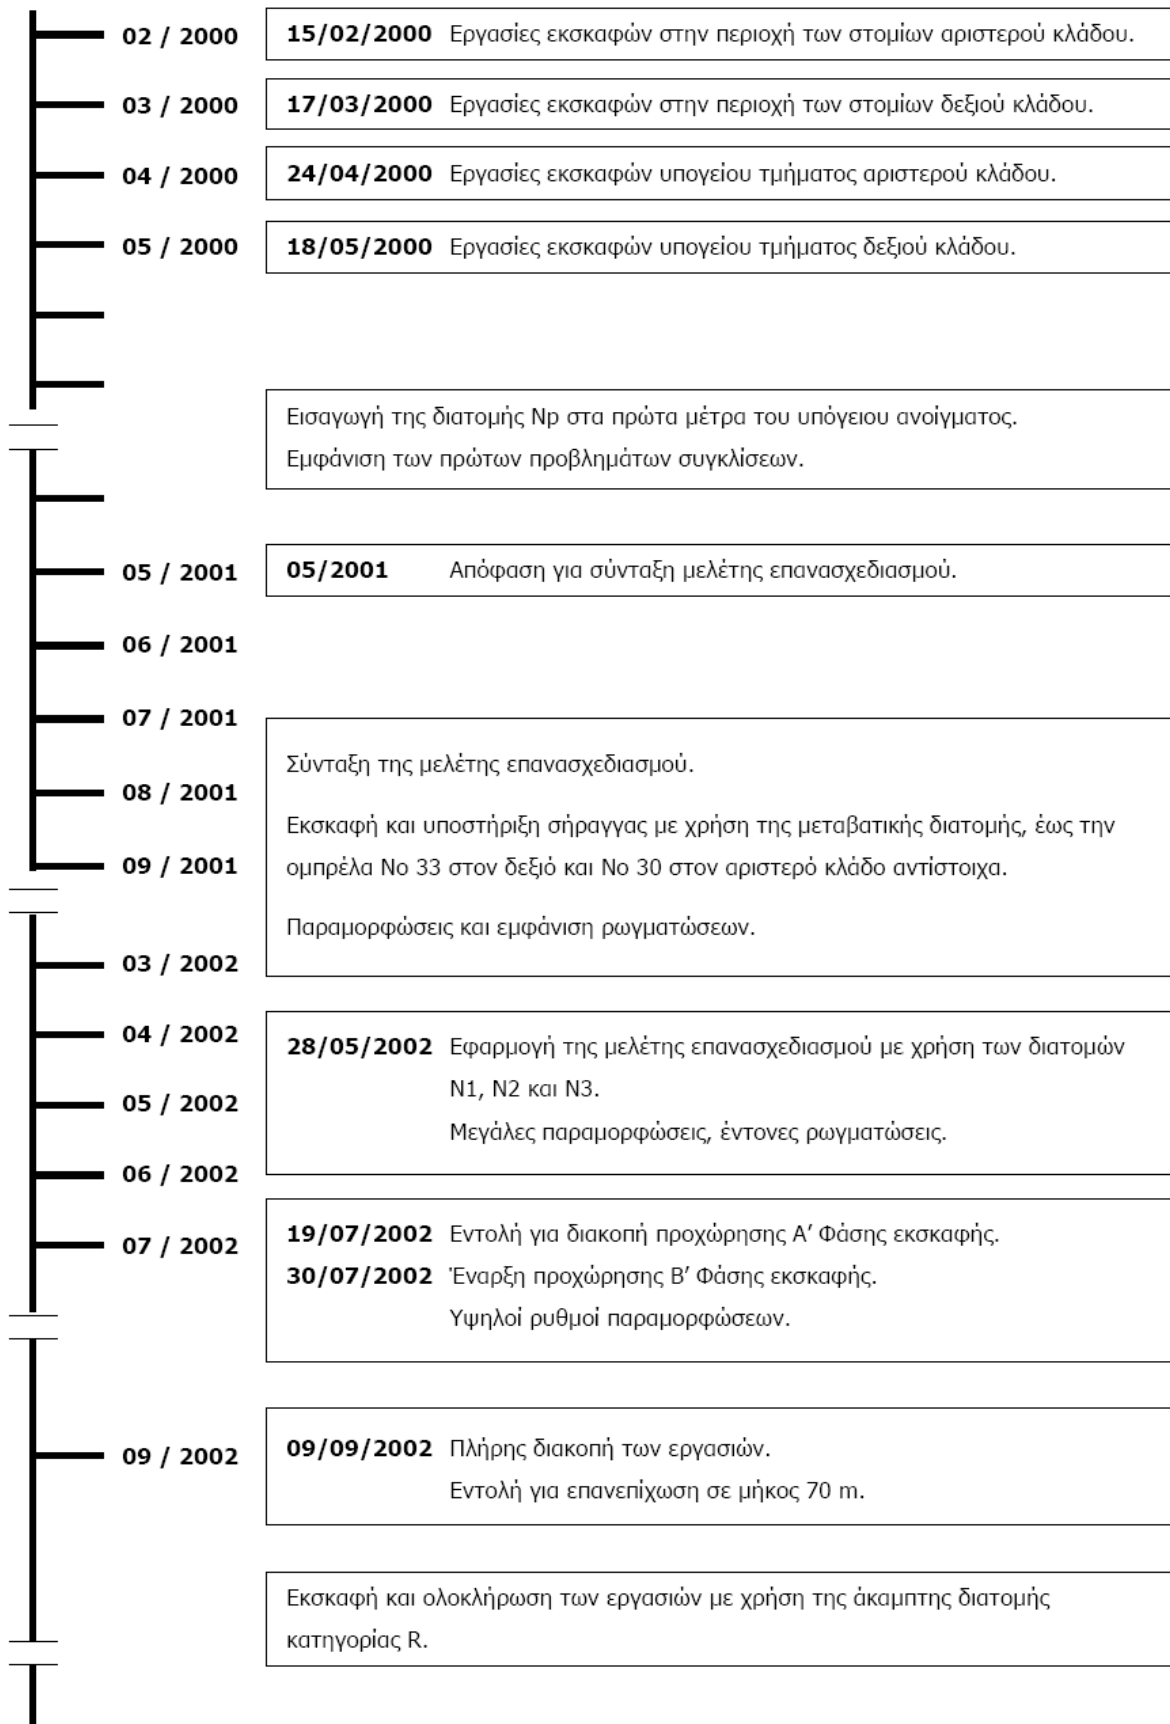 02 / 2000
15/02/2000 Εργασίες εκσκαφών στην περιοχή των στομίων αριστερού κλάδου.
03 / 2000
17/03/2000 Εργασίες εκσκαφών στην περιοχή των στομίων δεξιού κλάδου.
04 / 2000
24/04/2000 Εργασίες εκσκαφών υπογείου τμήματος αριστερού κλάδου.
05 / 2000
18/05/2000 Εργασίες εκσκαφών υπογείου τμήματος δεξιού κλάδου.
Εισαγωγή της διατομής Νp στα πρώτα μέτρα του υπόγειου ανοίγματος.
Εμφάνιση των πρώτων προβλημάτων συγκλίσεων.
05 / 2001
05/2001 Απόφαση για σύνταξη μελέτης επανασχεδιασμού.
06 / 2001
07 / 2001
08 / 2001
09 / 2001
03 / 2002
Σύνταξη της μελέτης επανασχεδιασμού.
Εκσκαφή και υποστήριξη σήραγγας με χρήση της μεταβατικής διατομής, έως την
ομπρέλα Νο 33 στον δεξιό και Νο 30 στον αριστερό κλάδο αντίστοιχα.
Παραμορφώσεις και εμφάνιση ρωγματώσεων.
04 / 2002
05 / 2002
06 / 2002
28/05/2002 Εφαρμογή της μελέτης επανασχεδιασμού με χρήση των διατομών
Ν1, Ν2 και Ν3.
Μεγάλες παραμορφώσεις, έντονες ρωγματώσεις.
07 / 2002
19/07/2002 Εντολή για διακοπή προχώρησης Α’ Φάσης εκσκαφής.
30/07/2002 Έναρξη προχώρησης Β’ Φάσης εκσκαφής.
Υψηλοί ρυθμοί παραμορφώσεων.
09 / 2002
09/09/2002 Πλήρης διακοπή των εργασιών.
Εντολή για επανεπίχωση σε μήκος 70 m.
Εκσκαφή και ολοκλήρωση των εργασιών με χρήση της άκαμπτης διατομής
κατηγορίας R.